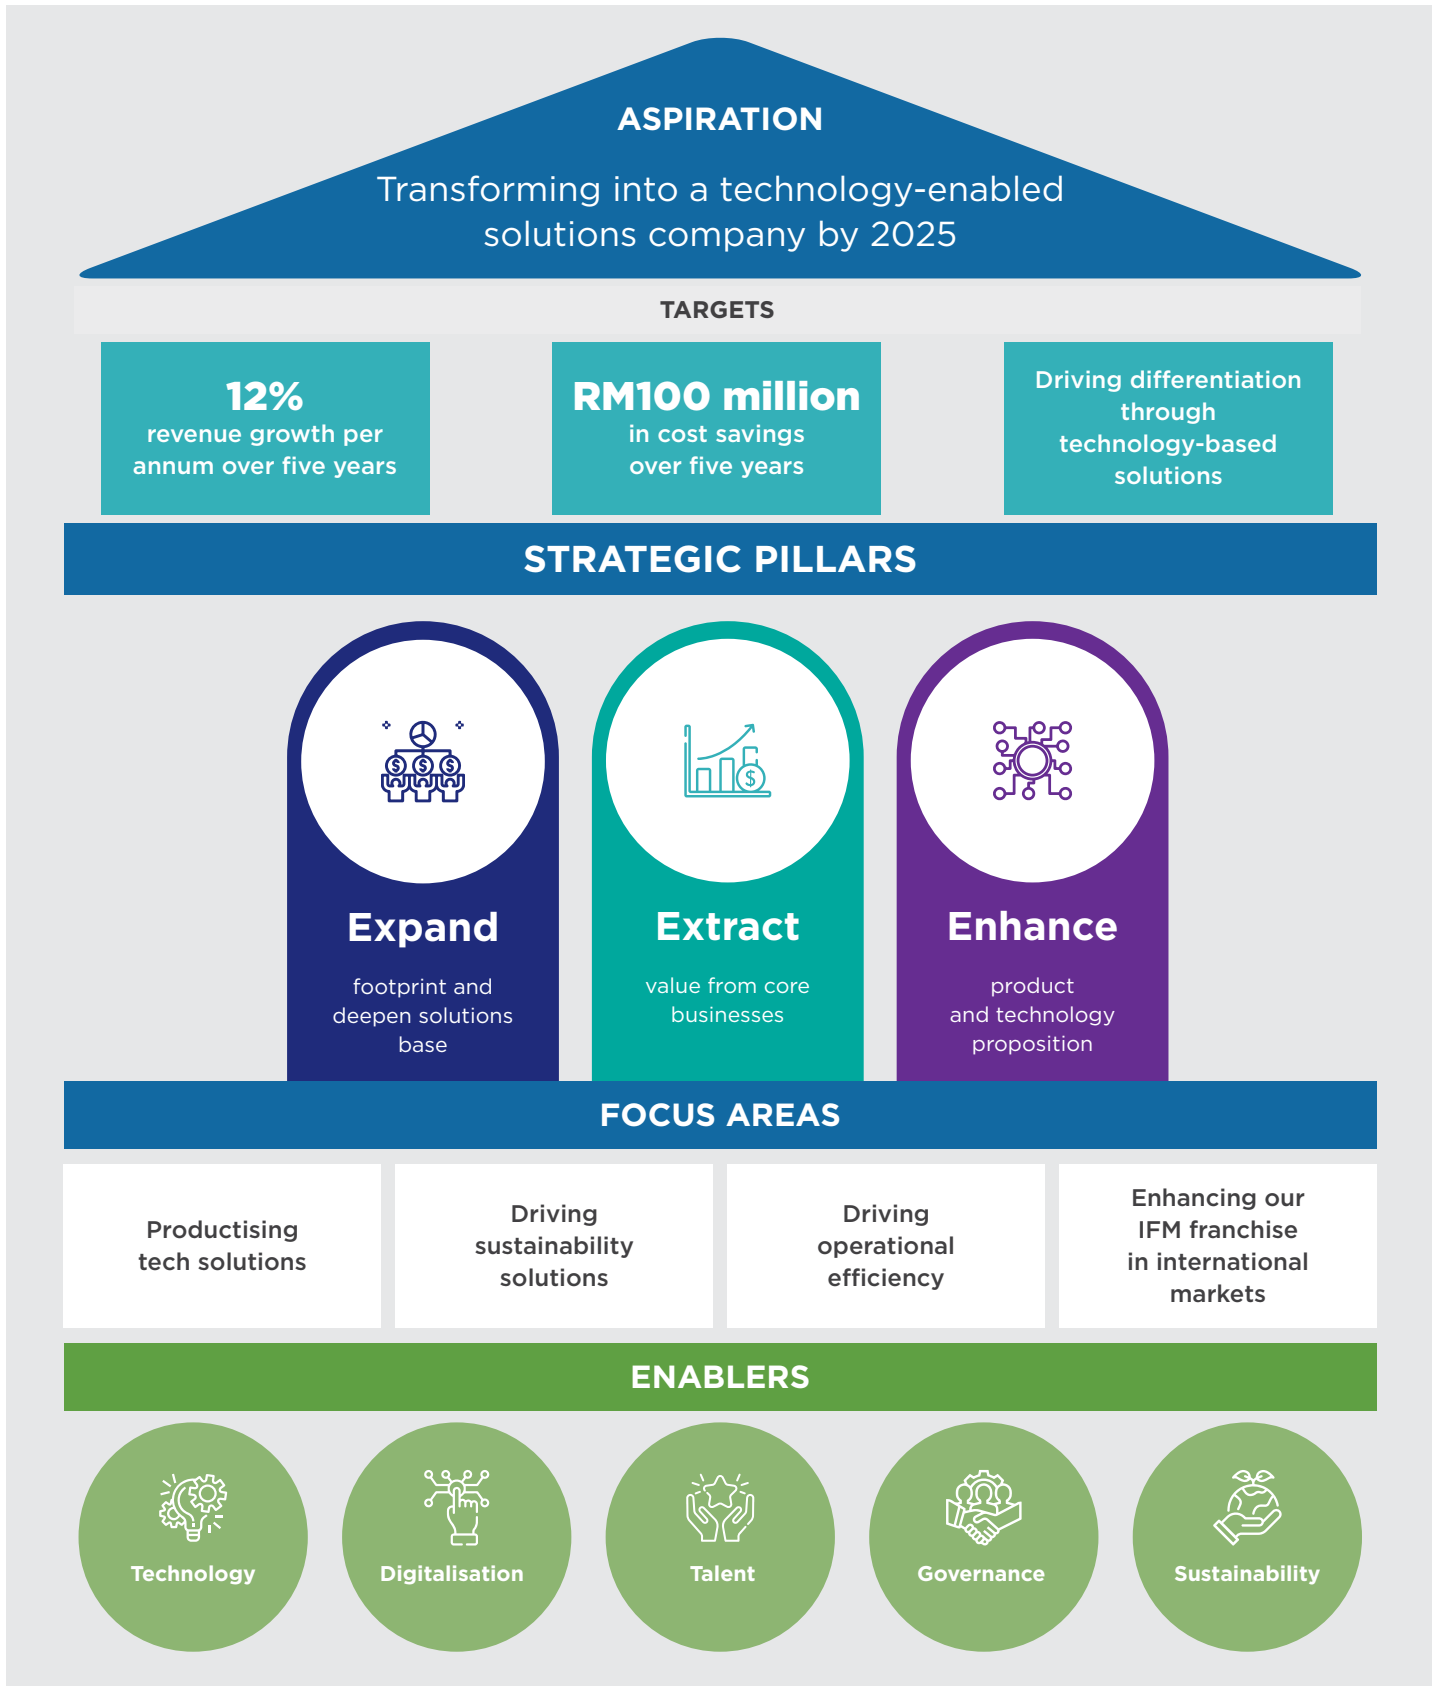 ASPIRATION
Transforming into a technology-enabled
solutions company by 2025
TARGETS
12%
revenue growth per
annum over five years
RM100 million
in cost savings
over five years
Driving differentiation
through
technology-based
solutions
STRATEGIC PILLARS
Expand
footprint and
deepen solutions
base
Extract
value from core
businesses
Enhance
product
and technology
proposition
FOCUS AREAS
Productising
tech solutions
Driving
sustainability
solutions
Driving
operational
efficiency
Enhancing our
IFM franchise
in international
markets
ENABLERS
Technology
Digitalisation
Talent
Governance
Sustainability